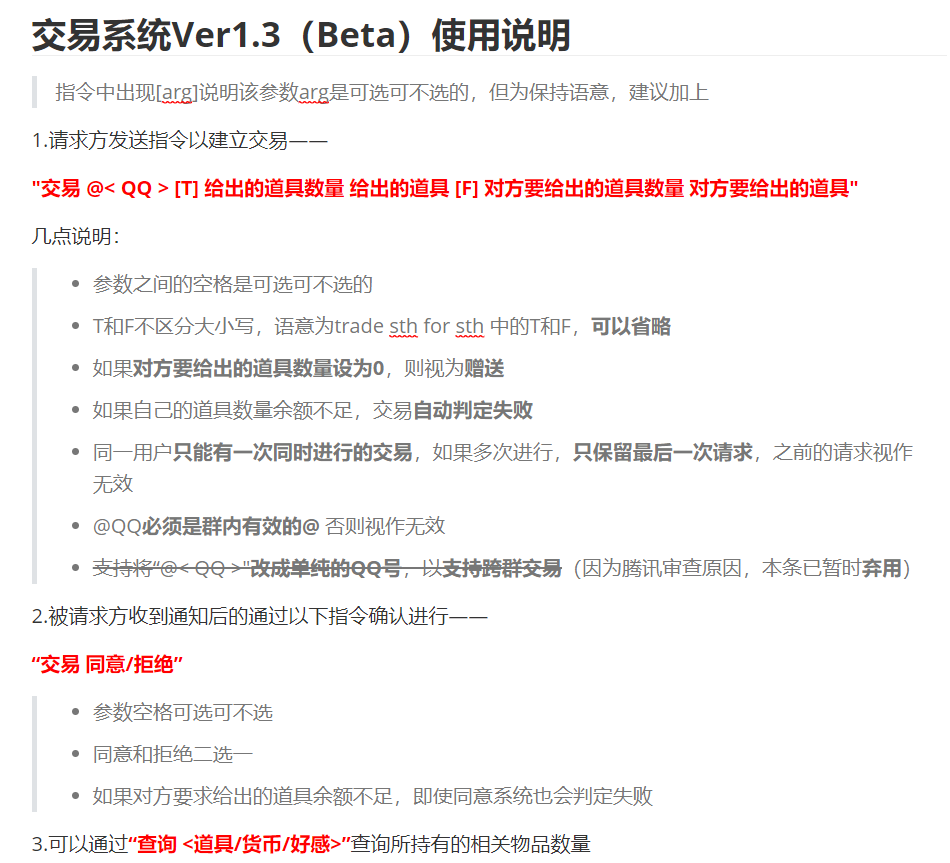 交易系统Ver1.3（Beta）使用说明
指令中出现[arg]说明该参数arg是可选可不选的，但为保持语意，建议加上
1.请求方发送指令以建立交易——
"交易 @< QQ > [T] 给出的道具数量 给出的道具 [F] 对方要给出的道具数量 对方要给出的道具"
几点说明：
参数之间的空格是可选可不选的
T和F不区分大小写，语意为trade sth for sth 中的T和F，可以省略
如果对方要给出的道具数量设为0，则视为赠送
如果自己的道具数量余额不足，交易自动判定失败
同一用户只能有一次同时进行的交易，如果多次进行，只保留最后一次请求，之前的请求视作
无效
@QQ必须是群内有效的@ 否则视作无效
支持将“@< QQ >"改成单纯的QQ号，以支持跨群交易（因为腾讯审查原因，本条已暂时弃用）
2.被请求方收到通知后的通过以下指令确认进行——
“交易 同意/拒绝”
参数空格可选可不选
同意和拒绝二选一
如果对方要求给出的道具余额不足，即使同意系统也会判定失败
3.可以通过“查询 <道具/货币/好感>”查询所持有的相关物品数量